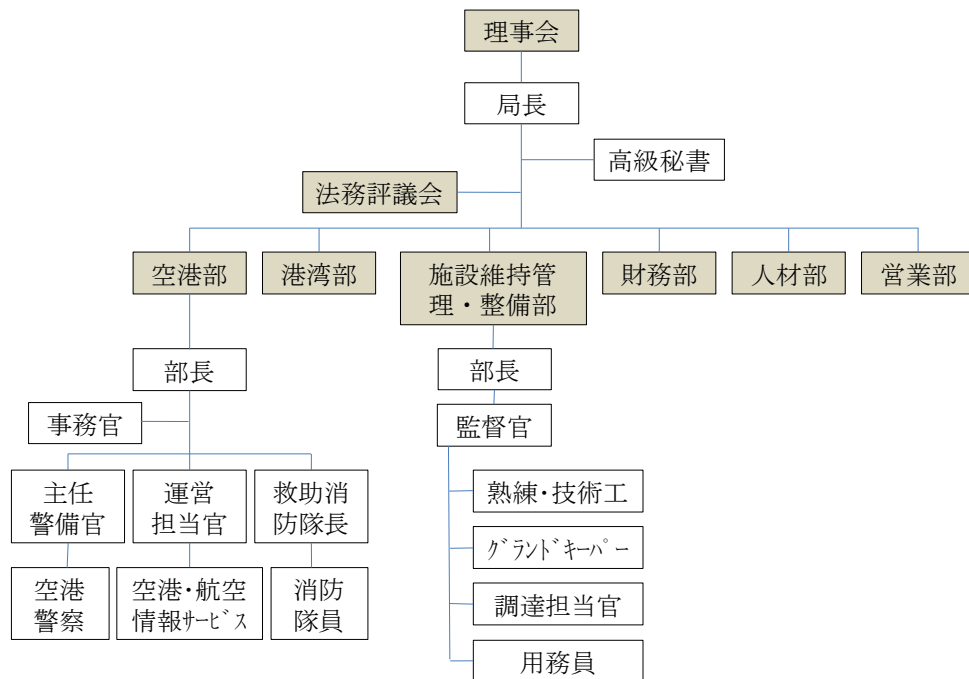 理事会
局長
高級秘書
法務評議会
空港部
港湾部
施設維持管
理・整備部
財務部
人材部
営業部
部長
部長
事務官
監督官
主任
警備官
運営
担当官
救助消
防隊長
熟練・技術工
ｸﾞﾗﾝﾄﾞｷｰﾊﾟｰ
空港
警察
空港・航空
情報ｻｰﾋﾞｽ
消防
隊員
調達担当官
用務員